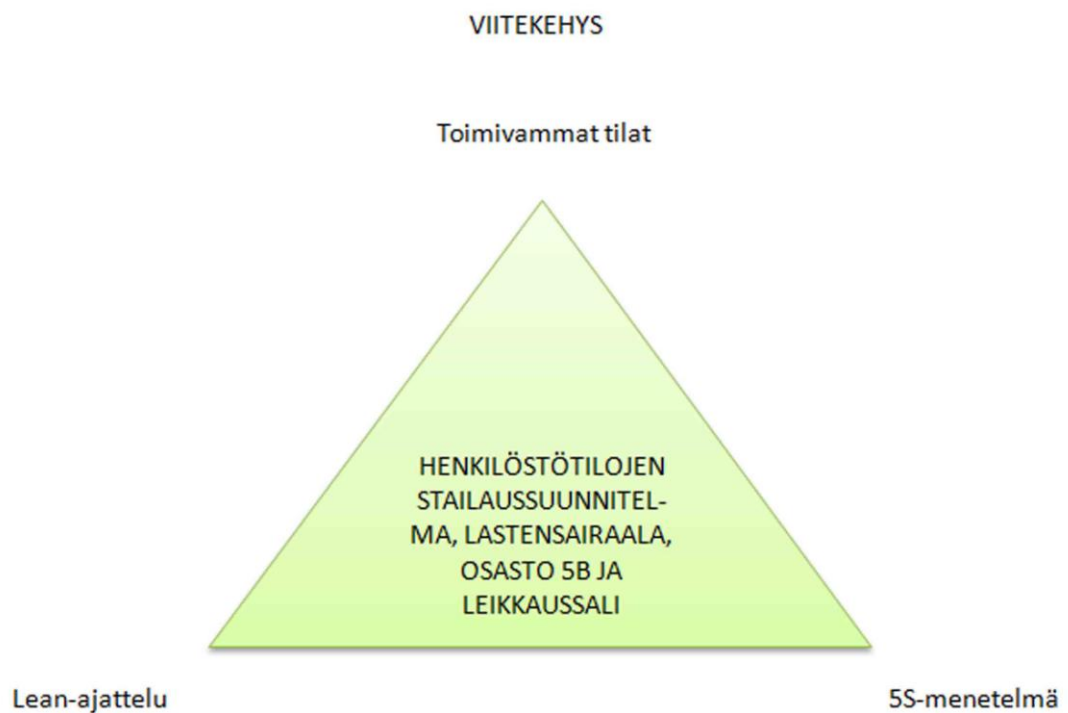 VIITEKEHYS
Toimivammat tilat
HENKILÖSTÖTILOJEN
STAILAUSSUUNNITEL-
MA, LASTENSAIRAALA,
OSASTO 5B JA
LEIKKAUSSALI
Lean-ajattelu
5S-menetelmä